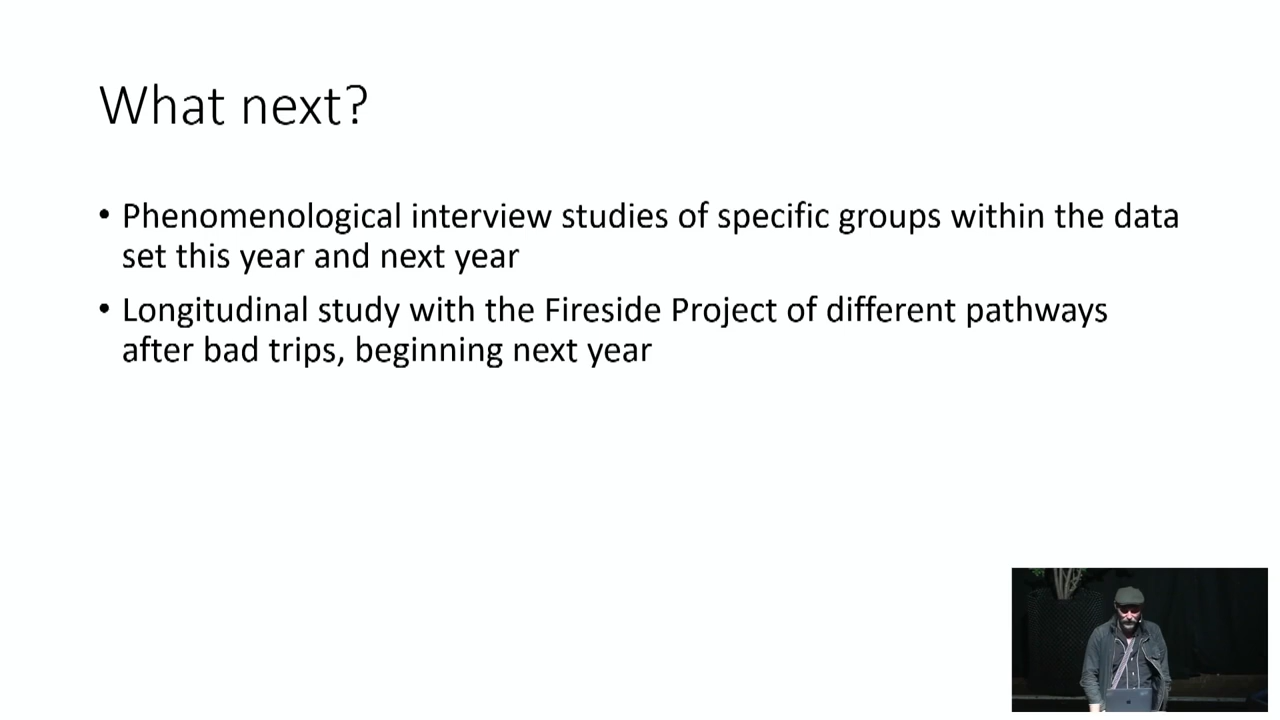 What next?
• Phenomenological interview studies of specific groups within the data
set this year and next year
• Longitudinal study with the Fireside Project of different pathways
after bad trips, beginning next year